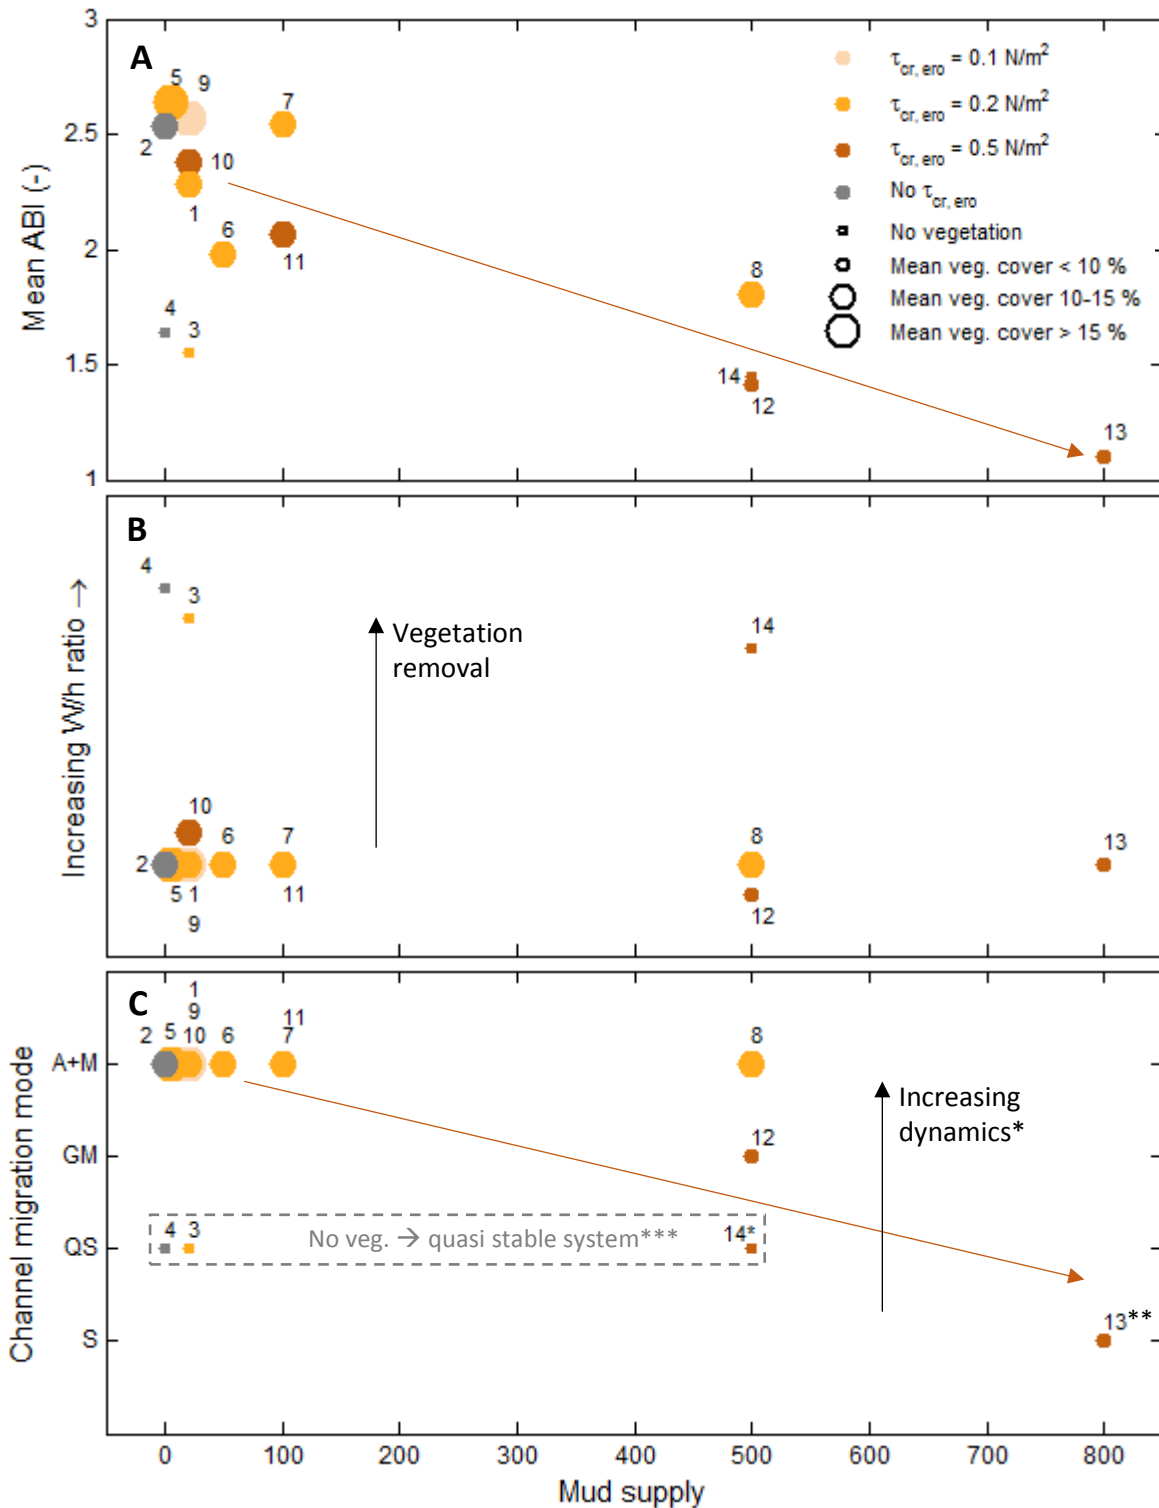 A
3
2.5
2
1.5
1
Mean ABI (-)
5
9
2
10
1
7
6
11
4
3
8
14
12
13
τcr, ero = 0.1 N/m²
τcr, ero = 0.2 N/m²
τcr, ero = 0.5 N/m²
No τcr, ero
No vegetation
Mean veg. cover < 10 %
Mean veg. cover 10-15 %
Mean veg. cover > 15 %
B
Increasing W/h ratio →
4
3
14
Vegetation
removal
10
2
6
7
8
13
5
1
11
12
9
C
Channel migration mode
A+M
GM
QS
S
1
9
11
2
5
10
6
7
8
Increasing
dynamics*
12
4
3
No veg. → quasi stable system***
14*
13**
0
100
200
300
400
500
600
700
800
Mud supply